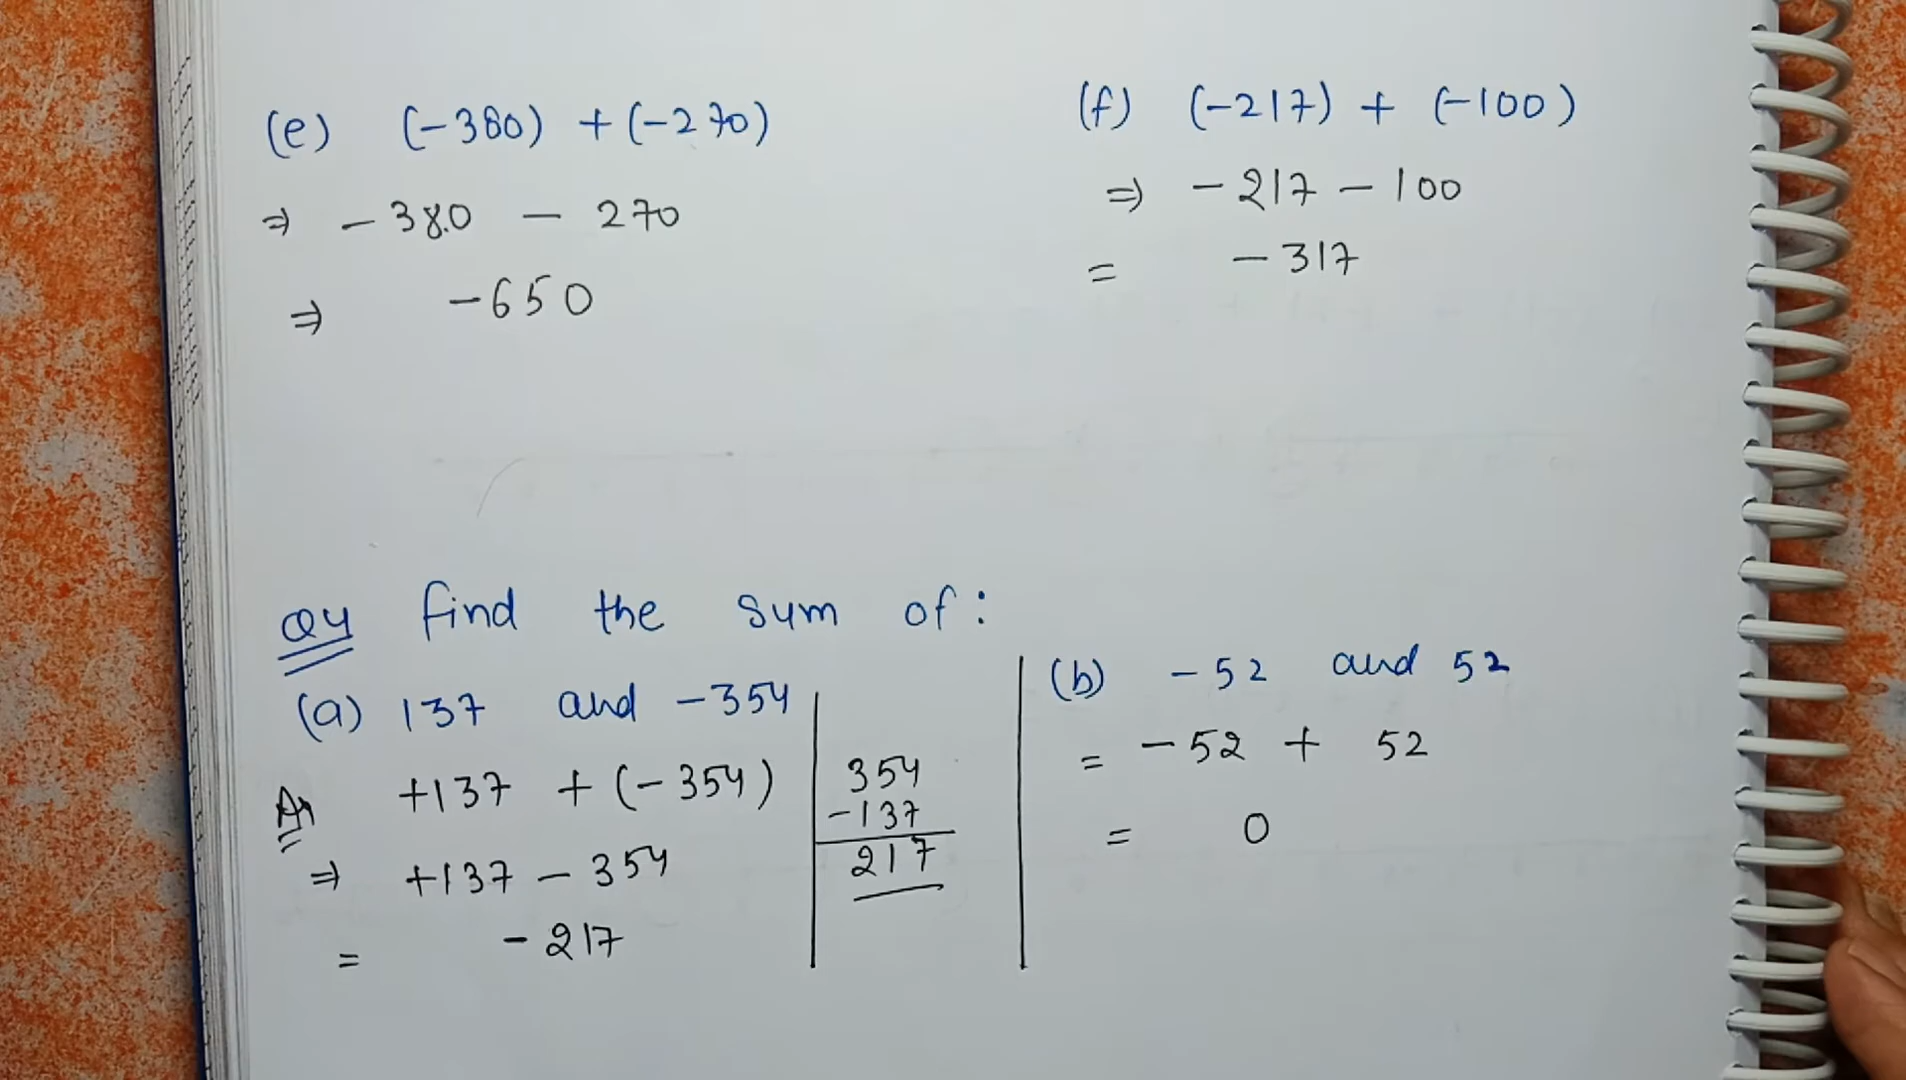 (e) (-380) + (-270)
⇒ - 380 - 270
⇒ -650
(f) (-217) + (-100)
⇒ - 217 - 100
= - 317
Q4 find the sum of :
(a) 137 and -354
Ar +137 + (-354)
⇒ +137 - 354
= - 217
354
-137
217
(b) - 52 and 52
= - 52 + 52
= 0